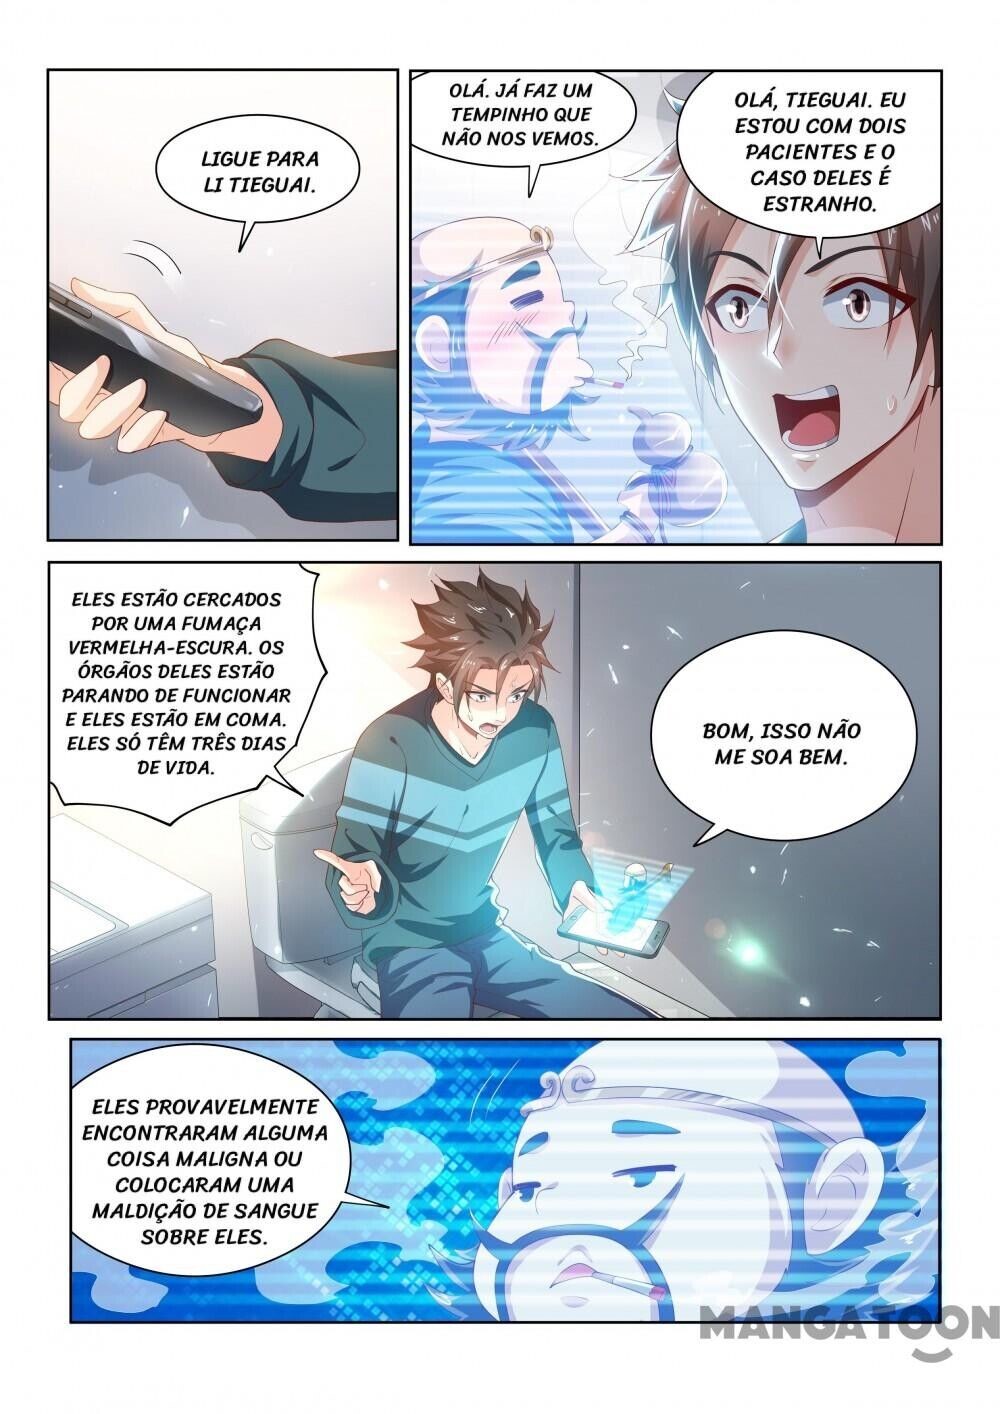 LIGUE PARA
LI TIEGUAI.
OLÁ. JÁ FAZ UM
TEMPINHO QUE
NÃO NOS VEMOS.
OLÁ, TIEGUAI. EU
ESTOU COM DOIS
PACIENTES E O
CASO DELES É
ESTRANHO.
ELES ESTÃO CERCADOS
POR UMA FUMAÇA
VERMELHA-ESCURA. OS
ÓRGÃOS DELES ESTÃO
PARANDO DE FUNCIONAR
E ELES ESTÃO EM COMA.
ELES SÓ TÊM TRÊS DIAS
DE VIDA.
BOM, ISSO NÃO
ME SOA BEM.
ELES PROVAVELMENTE
ENCONTRARAM ALGUMA
COISA MALIGNA OU
COLOCARAM UMA
MALDIÇÃO DE SANGUE
SOBRE ELES.
MANGATOON